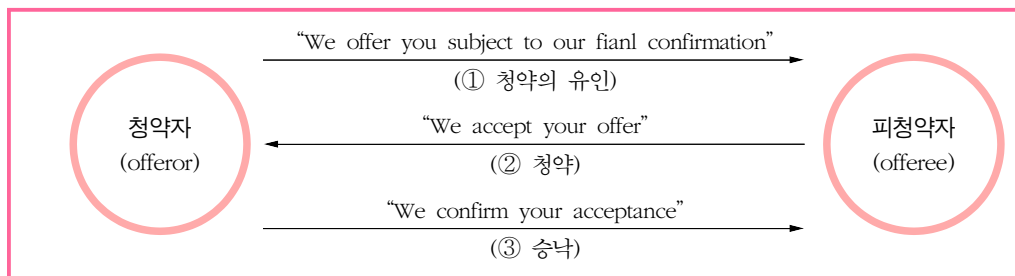 “We offer you subject to our fianl confirmation”
(① 청약의 유인)
청약자
(offeror)
“We accept your offer”
(② 청약)
피청약자
(offeree)
“We confirm your acceptance”
(③ 승낙)